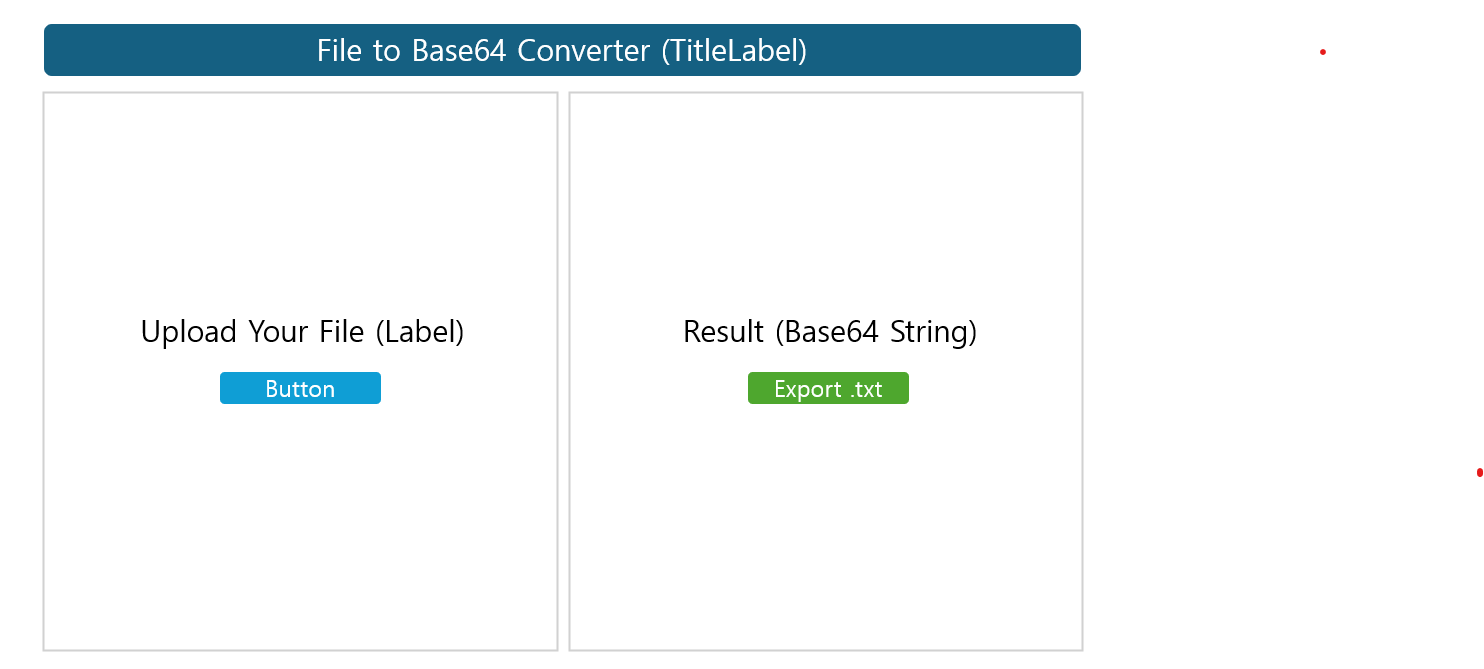 File to Base64 Converter (TitleLabel)
Upload Your File (Label)
Button
Result (Base64 String)
Export .txt